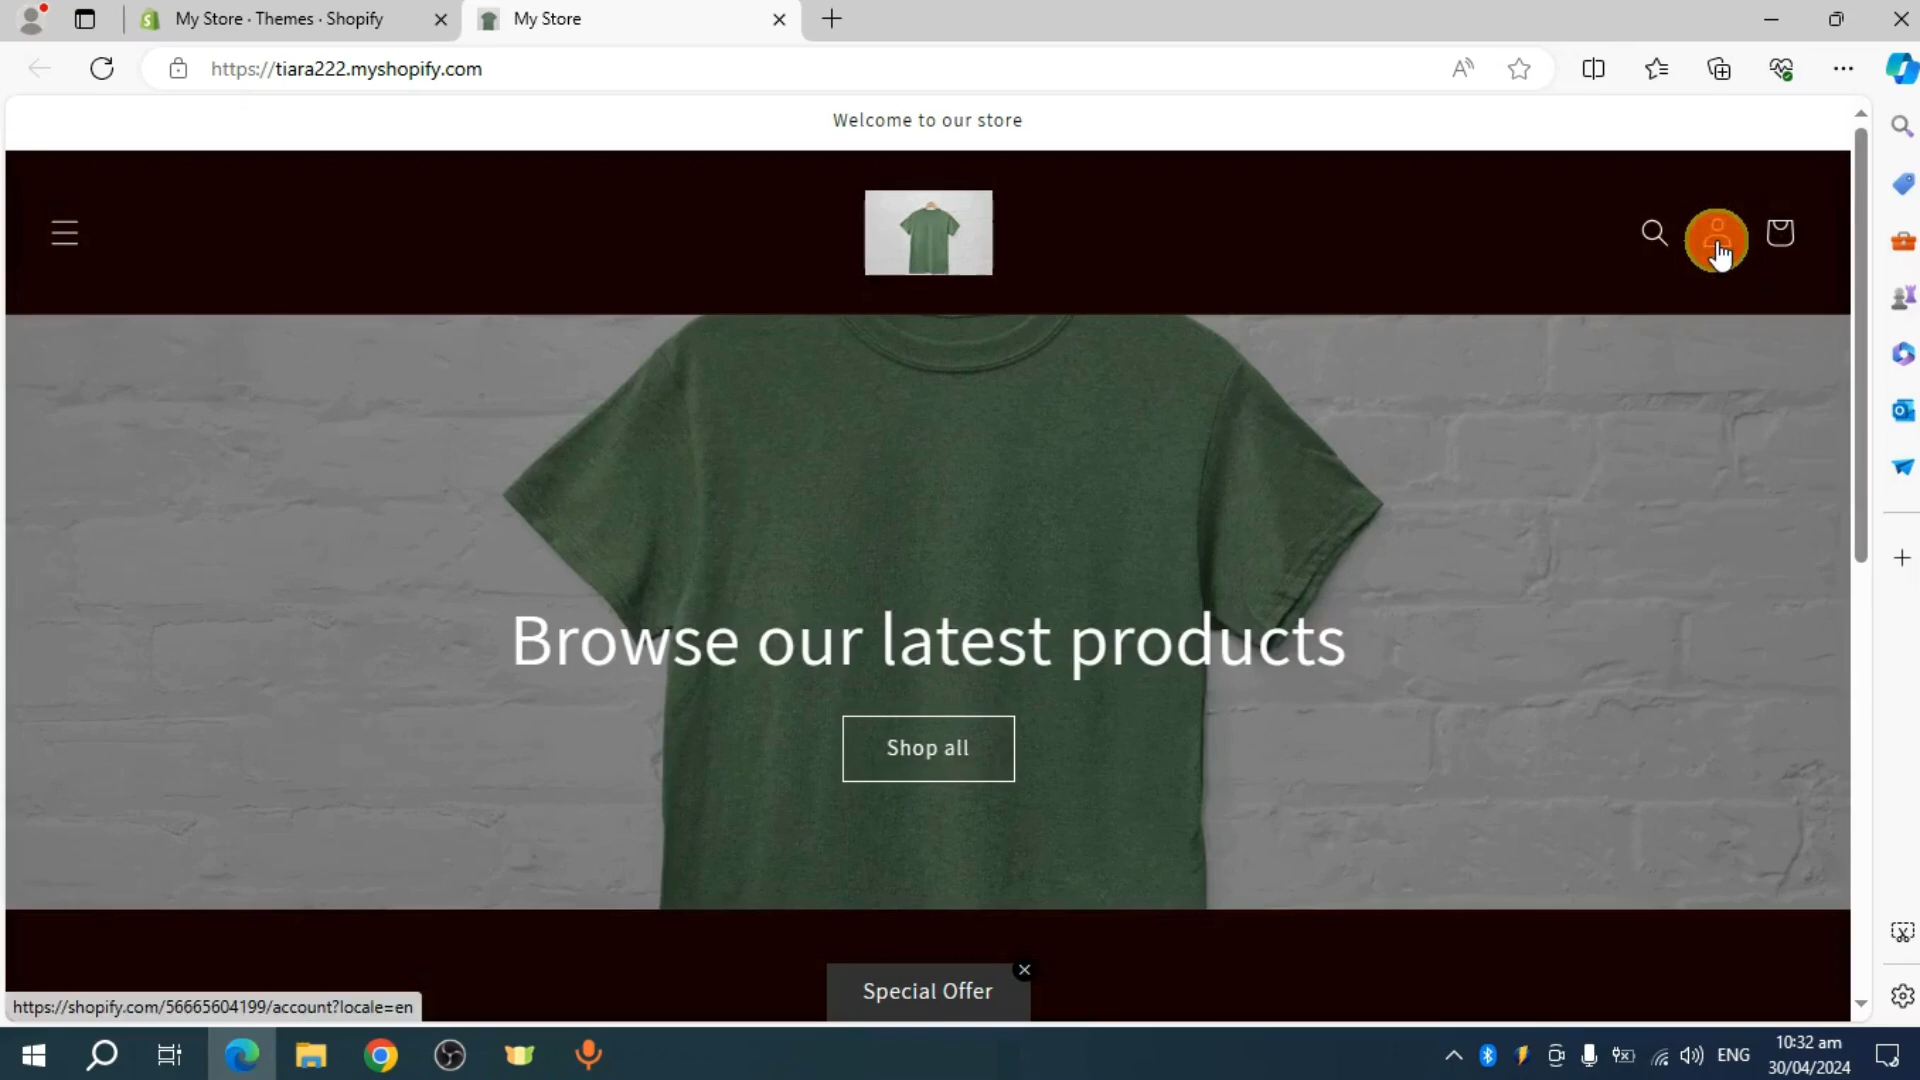 My Store · Themes · Shopify
My Store
https://tiara222.myshopify.com
Welcome to our store
Browse our latest products
Shop all
Special Offer
https://shopify.com/56665604199/account?locale=en
ENG
10:32 am
30/04/2024